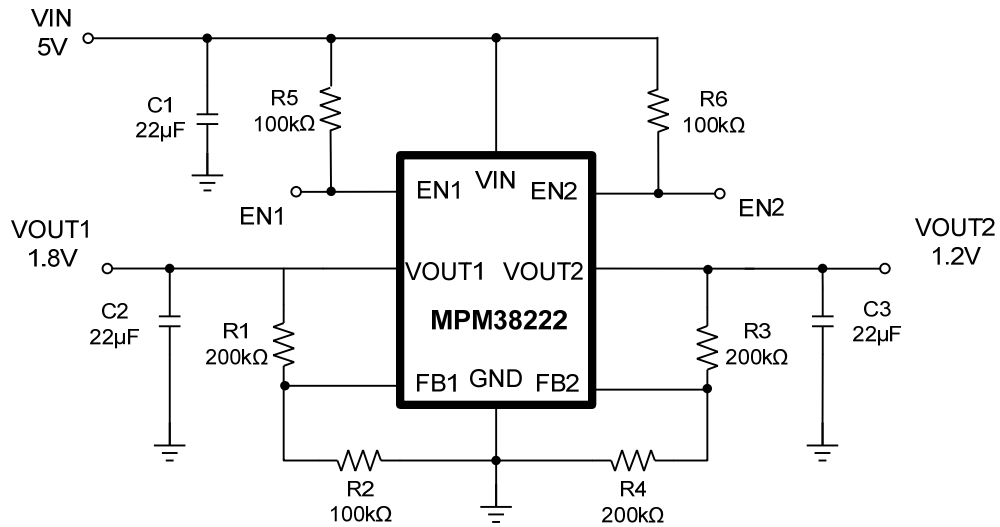 VIN
5V
C1
22µF
R5
100kΩ
R6
100kΩ
EN1
EN1
VIN
EN2
EN2
VOUT1
1.8V
VOUT1
VOUT2
VOUT2
1.2V
MPM38222
C2
22µF
R1
200kΩ
R3
200kΩ
C3
22µF
FB1
GND
FB2
R2
100kΩ
R4
200kΩ